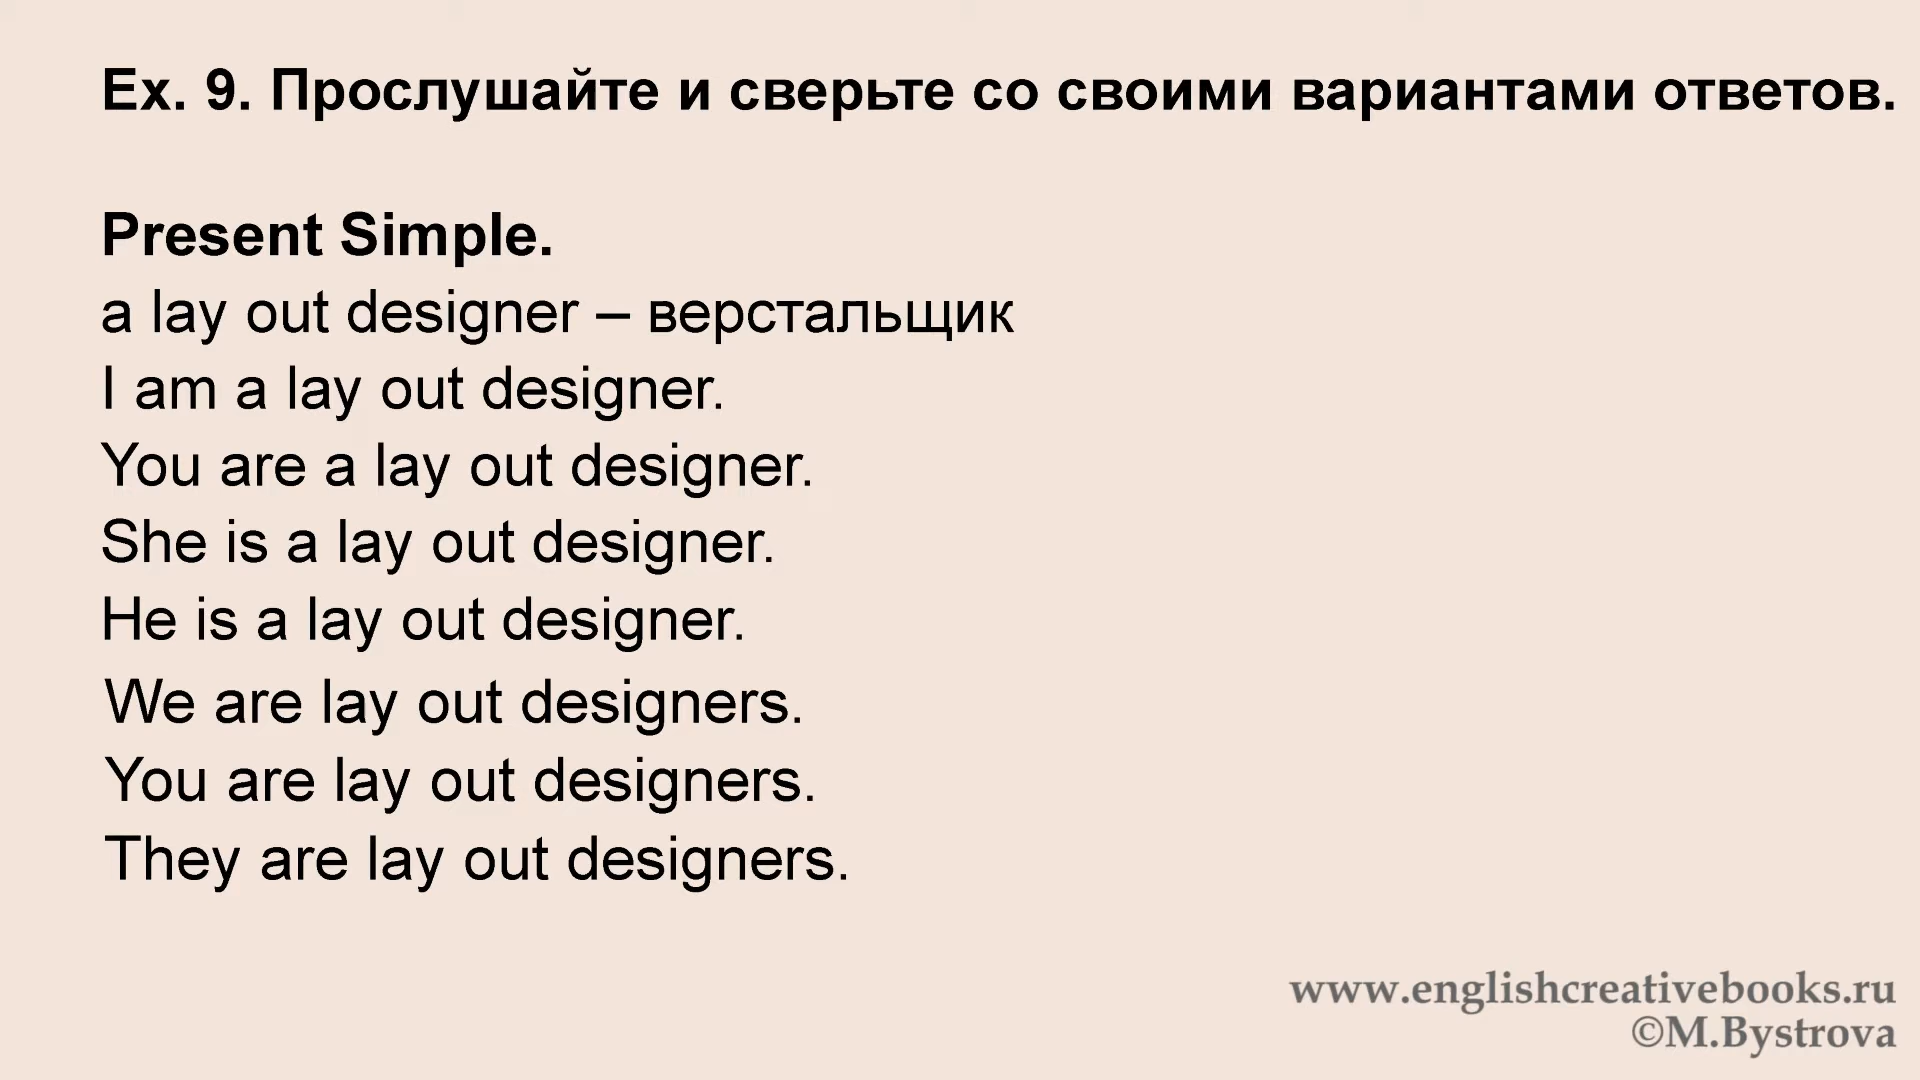 Ex. 9. Прослушайте и сверьте со своими вариантами ответов.
Present Simple.
a lay out designer – верстальщик
I am a lay out designer.
You are a lay out designer.
She is a lay out designer.
He is a lay out designer.
We are lay out designers.
You are lay out designers.
They are lay out designers.
www.englishcreativebooks.ru
©M.Bystrova